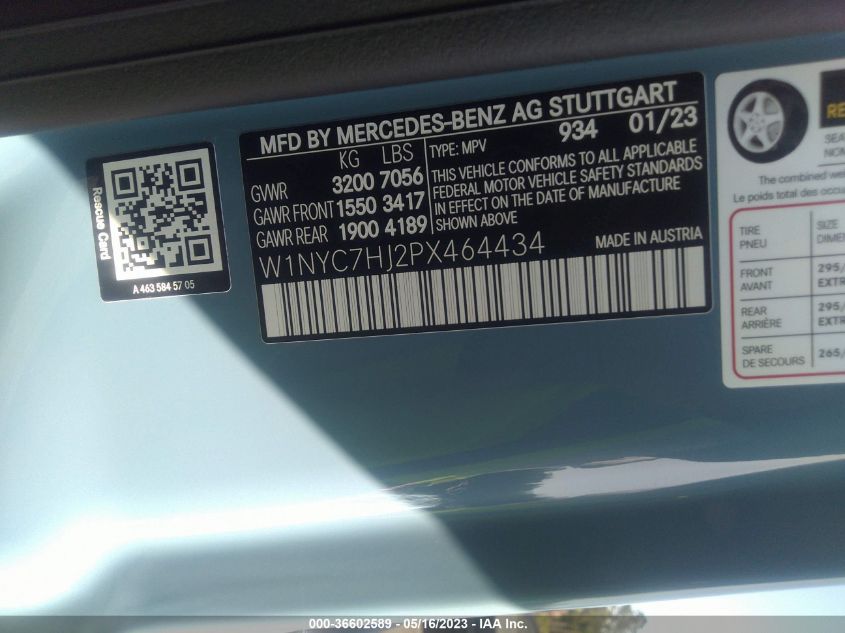 Rescue Card
A 463 584 57 05
MFD BY MERCEDES-BENZ AG STUTTGART
KG LBS
GVWR 3200 7056
GAWR FRONT 1550 3417
GAWR REAR 1900 4189
TYPE: MPV 934 01/23
THIS VEHICLE CONFORMS TO ALL APPLICABLE
FEDERAL MOTOR VEHICLE SAFETY STANDARDS
IN EFFECT ON THE DATE OF MANUFACTURE
SHOWN ABOVE
W1NYC7HJ2PX464434
MADE IN AUSTRIA
The combined
Le poids total des
TIRE SIZE
PNEU
FRONT 295/
AVANT EXTR
REAR 295/
ARRIÈRE EXTR
SPARE 265/
DE SECOURS
000-36602589 - 05/16/2023 - IAA Inc.